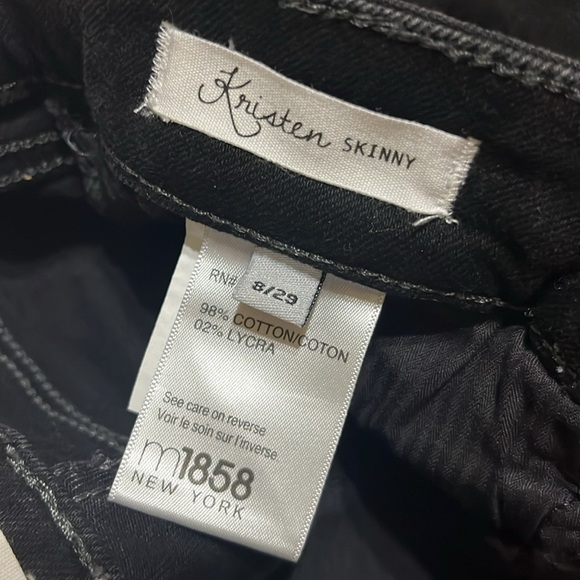 Kristen SKINNY
RN#
8/29
98% COTTON/COTON
02% LYCRA
See care on reverse
Voir le soin sur l'inverse
m1858
NEW YORK